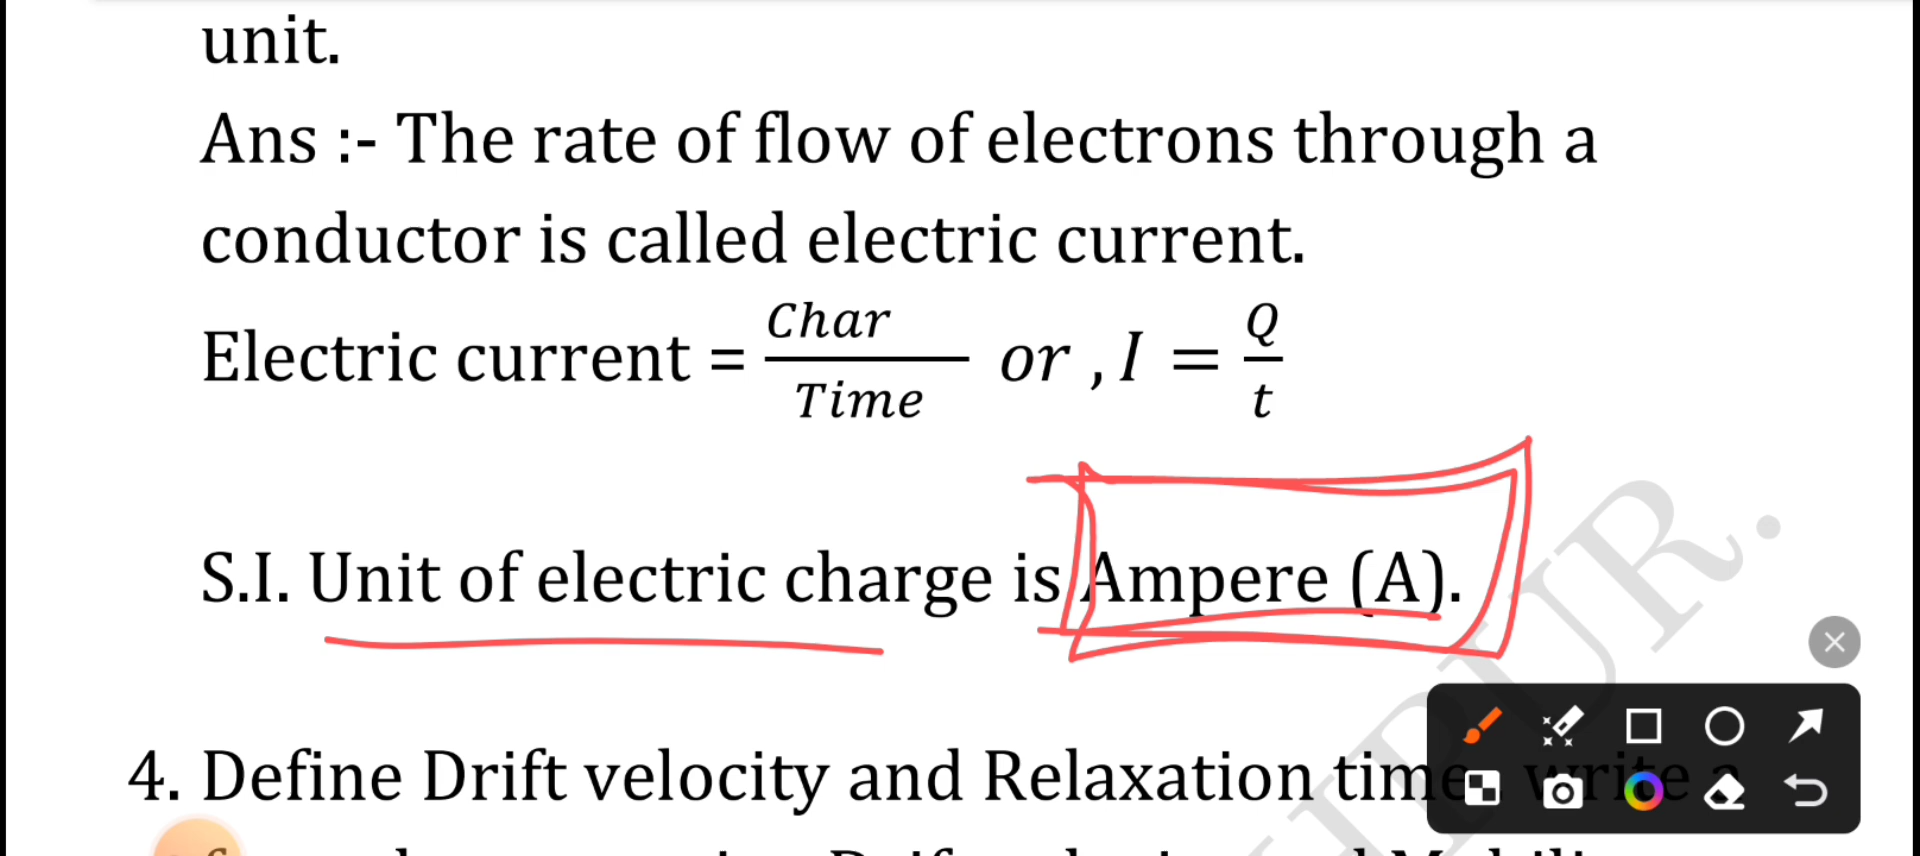 unit.
Ans :- The rate of flow of electrons through a
conductor is called electric current.
Electric current = Char/Time or , I = Q/t
S.I. Unit of electric charge is Ampere (A).
4. Define Drift velocity and Relaxation time. write a